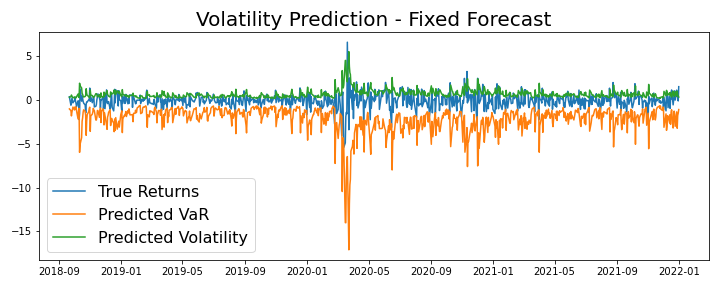 Volatility Prediction - Fixed Forecast
5
0
−5
−10
−15
True Returns
Predicted VaR
Predicted Volatility
2018-09 2019-01 2019-05 2019-09 2020-01 2020-05 2020-09 2021-01 2021-05 2021-09 2022-01